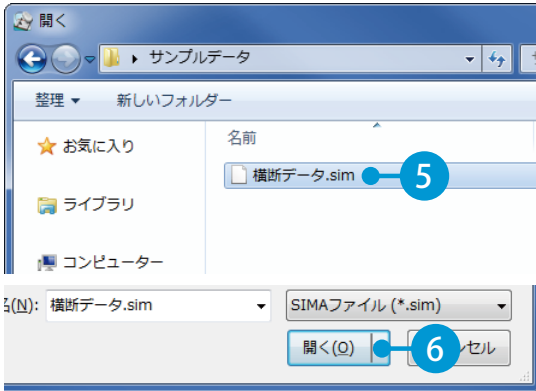 開く
サンプルデータ
整理 新しいフォルダー
お気に入り
名前
横断データ.sim
5
ライブラリ
コンピューター
(N): 横断データ.sim
SIMAファイル (*.sim)
開く(O)
6
ンセル